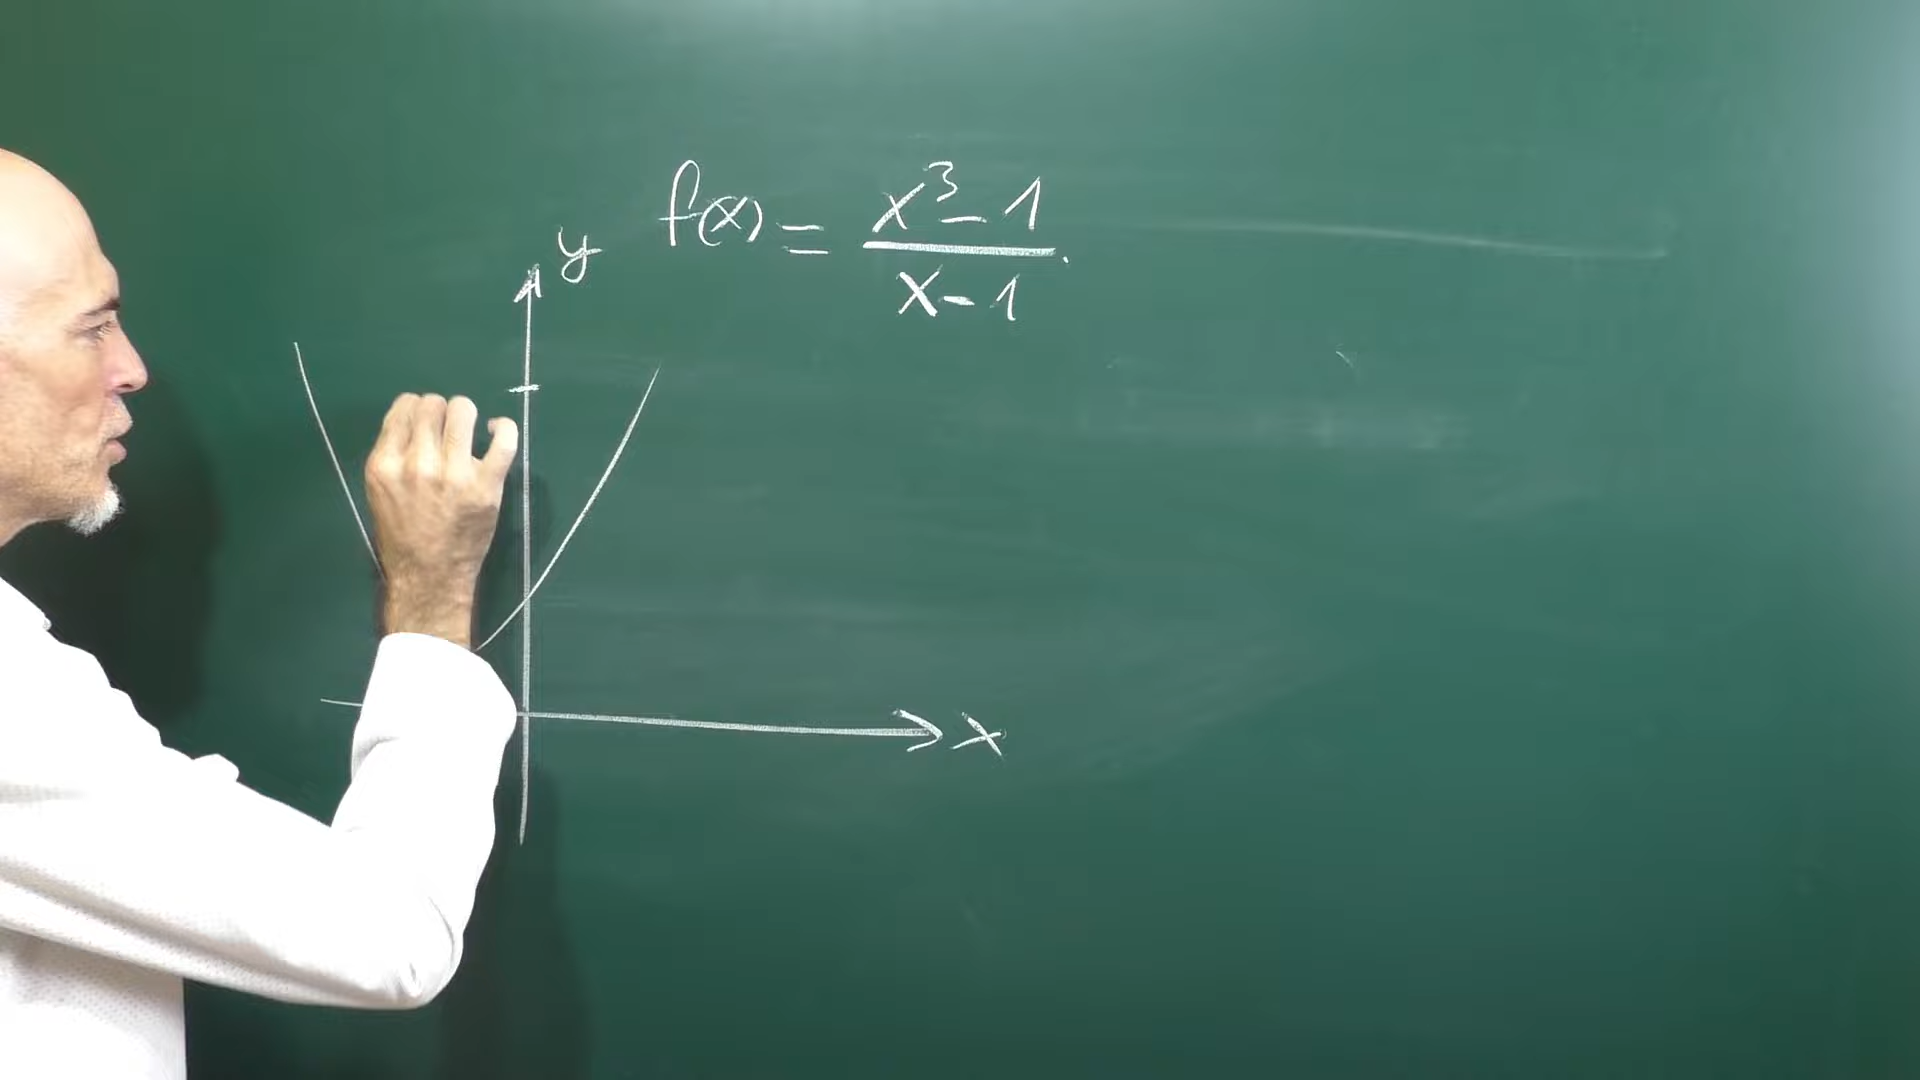 f(x) = x³ - 1
x - 1
y
x